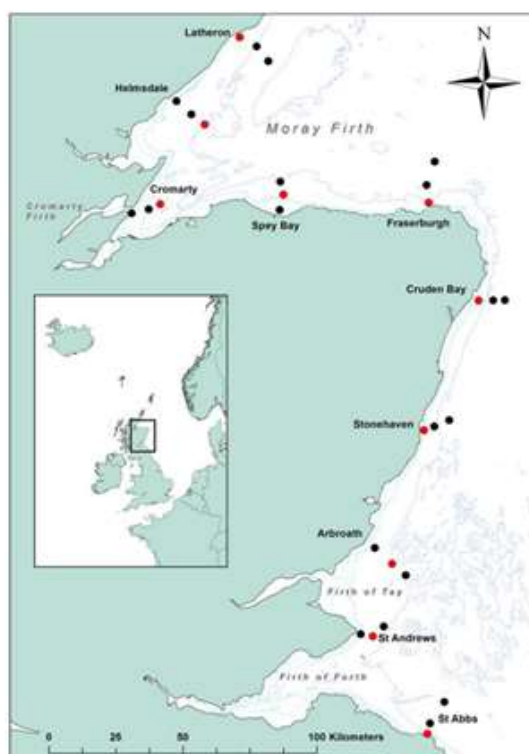 Latheron
N
Helmsdale
Moray Firth
Cromarty
Cromarty
Firth
Spey Bay
Fraserburgh
Cruden Bay
Stonehaven
Arbroath
Firth of Tay
St Andrews
Firth of Forth
St Abbs
0 25 50 100 Kilometers